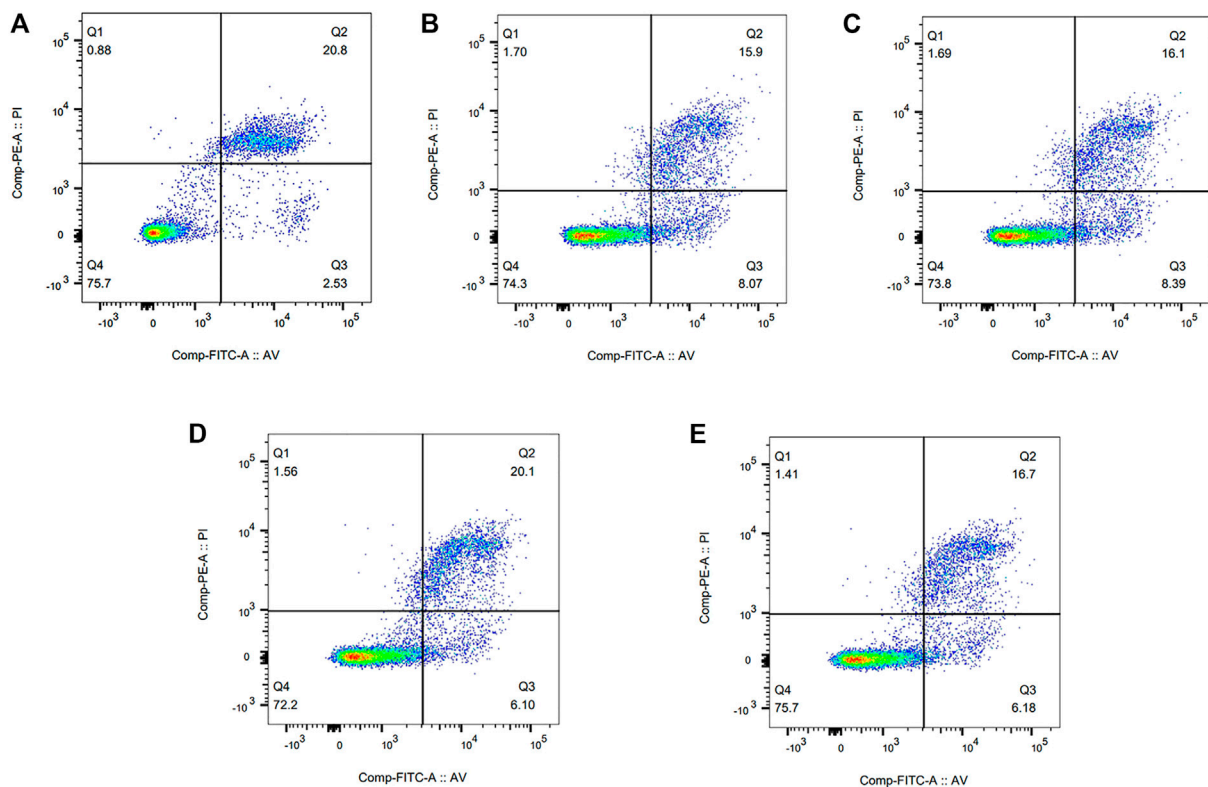 A
Q1
0.88
Q2
20.8
10^5
10^4
10^3
0
-10^3
Q4
75.7
Q3
2.53
-10^3
0
10^3
10^4
10^5
Comp-PE-A :: PI
Comp-FITC-A :: AV
B
Q1
1.70
Q2
15.9
10^5
10^4
10^3
0
-10^3
Q4
74.3
Q3
8.07
-10^3
0
10^3
10^4
10^5
Comp-PE-A :: PI
Comp-FITC-A :: AV
C
Q1
1.69
Q2
16.1
10^5
10^4
10^3
0
-10^3
Q4
73.8
Q3
8.39
-10^3
0
10^3
10^4
10^5
Comp-PE-A :: PI
Comp-FITC-A :: AV
D
Q1
1.56
Q2
20.1
10^5
10^4
10^3
0
-10^3
Q4
72.2
Q3
6.10
-10^3
0
10^3
10^4
10^5
Comp-PE-A :: PI
Comp-FITC-A :: AV
E
Q1
1.41
Q2
16.7
10^5
10^4
10^3
0
-10^3
Q4
75.7
Q3
6.18
-10^3
0
10^3
10^4
10^5
Comp-PE-A :: PI
Comp-FITC-A :: AV